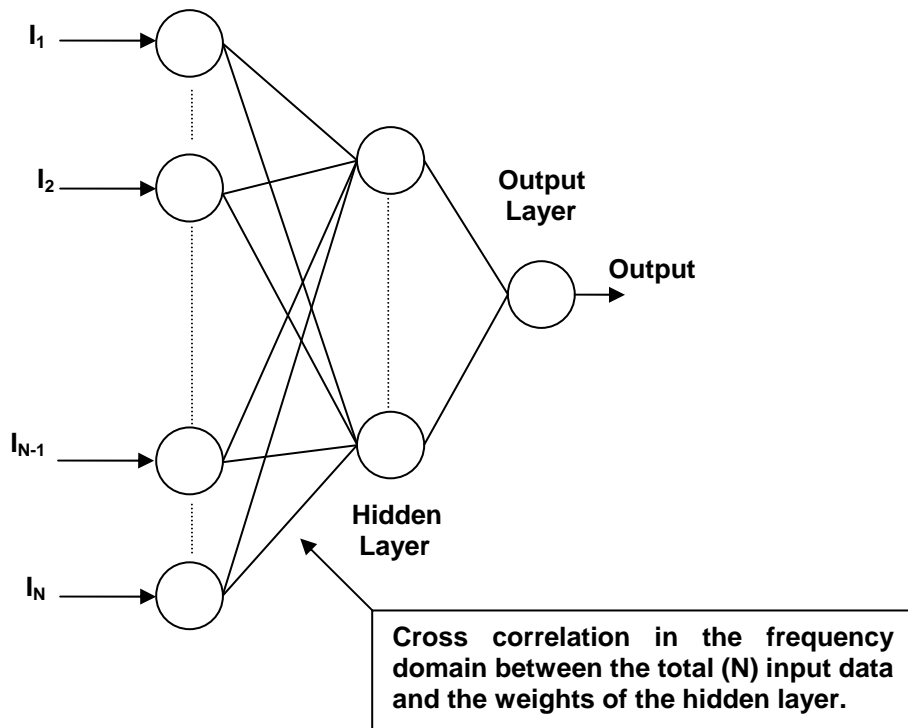 I1
I2
Output
Layer
Output
IN-1
Hidden
Layer
IN
Cross correlation in the frequency
domain between the total (N) input data
and the weights of the hidden layer.